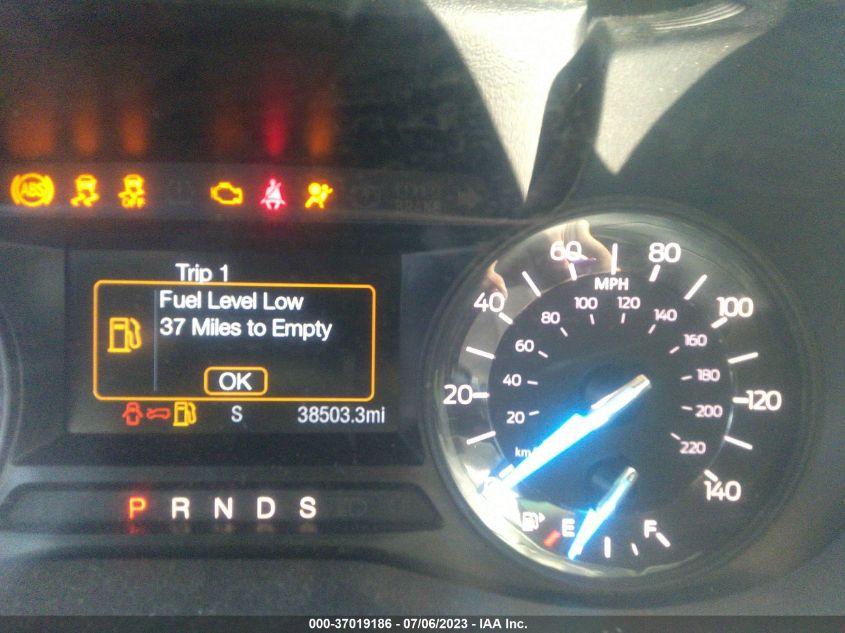 ABS
OFF
Trip 1
Fuel Level Low
37 Miles to Empty
OK
S 38503.3mi
P R N D S
MPH
20 40 60 80 100 120 140
20 40 60 80 100 120 140 160 180 200 220
E F
000-37019186 - 07/06/2023 - IAA Inc.